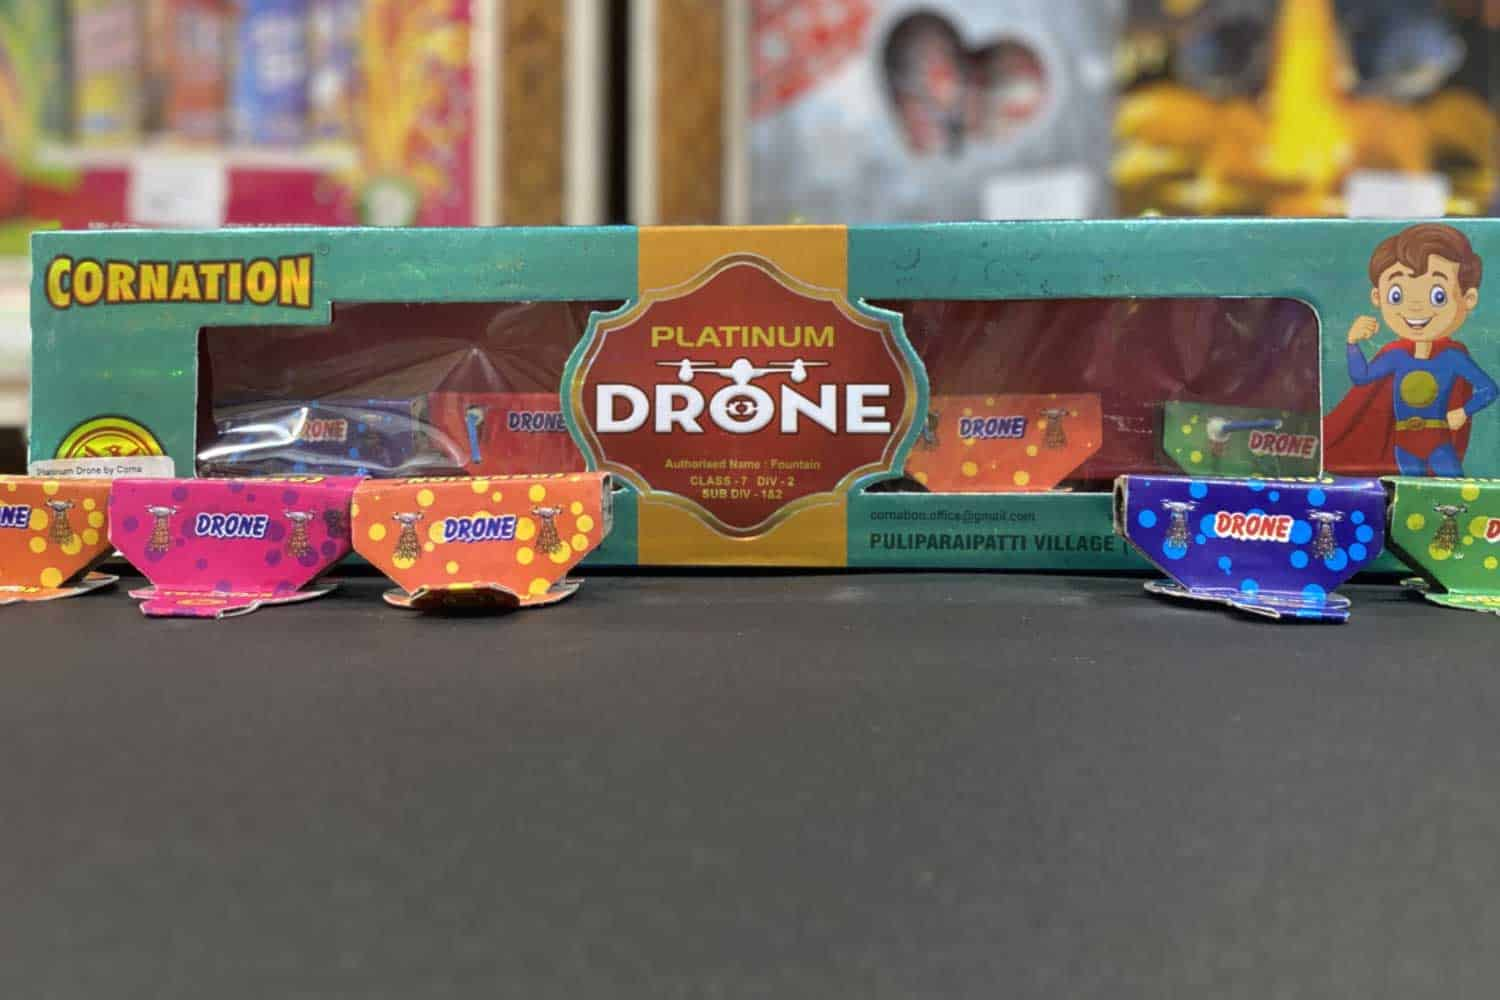 CORNATION
PLATINUM
DRONE
Authorised Name : Fountain
CLASS - 7 DIV - 2
SUB DIV - 1&2
cornaboo.office@gmail.com
PULIPARAIPATTI VILLAGE
Platinum Drone by Corna
DRONE
DRONE
DRONE
DRONE
DRONE
DRONE
DRONE